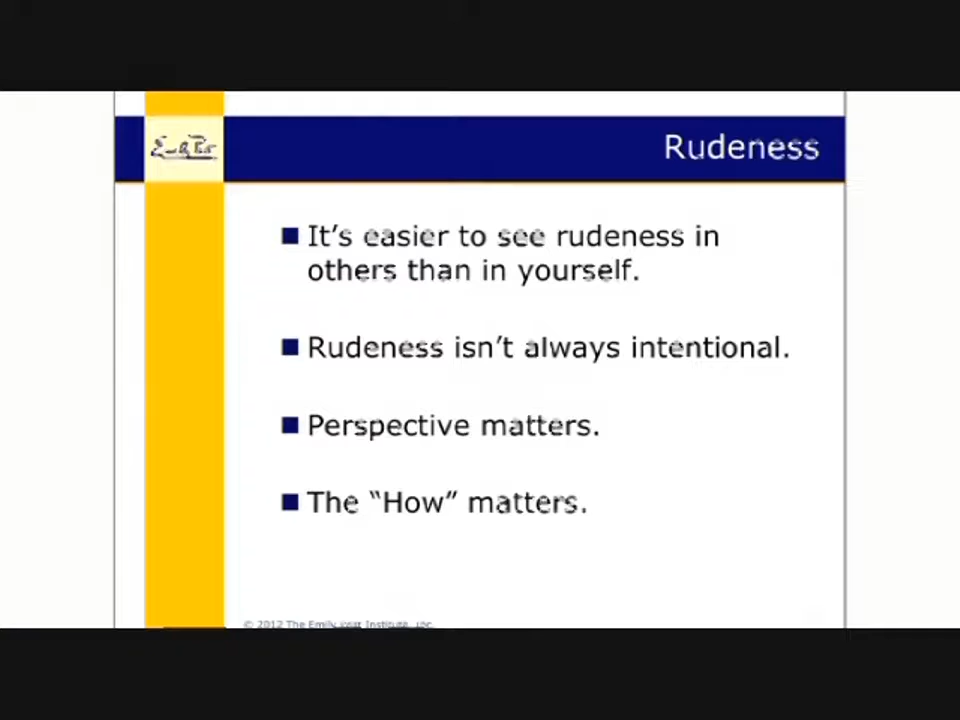 Rudeness
It's easier to see rudeness in
others than in yourself.
Rudeness isn't always intentional.
Perspective matters.
The “How” matters.
© 2012 The Emily Post Institute, Inc.